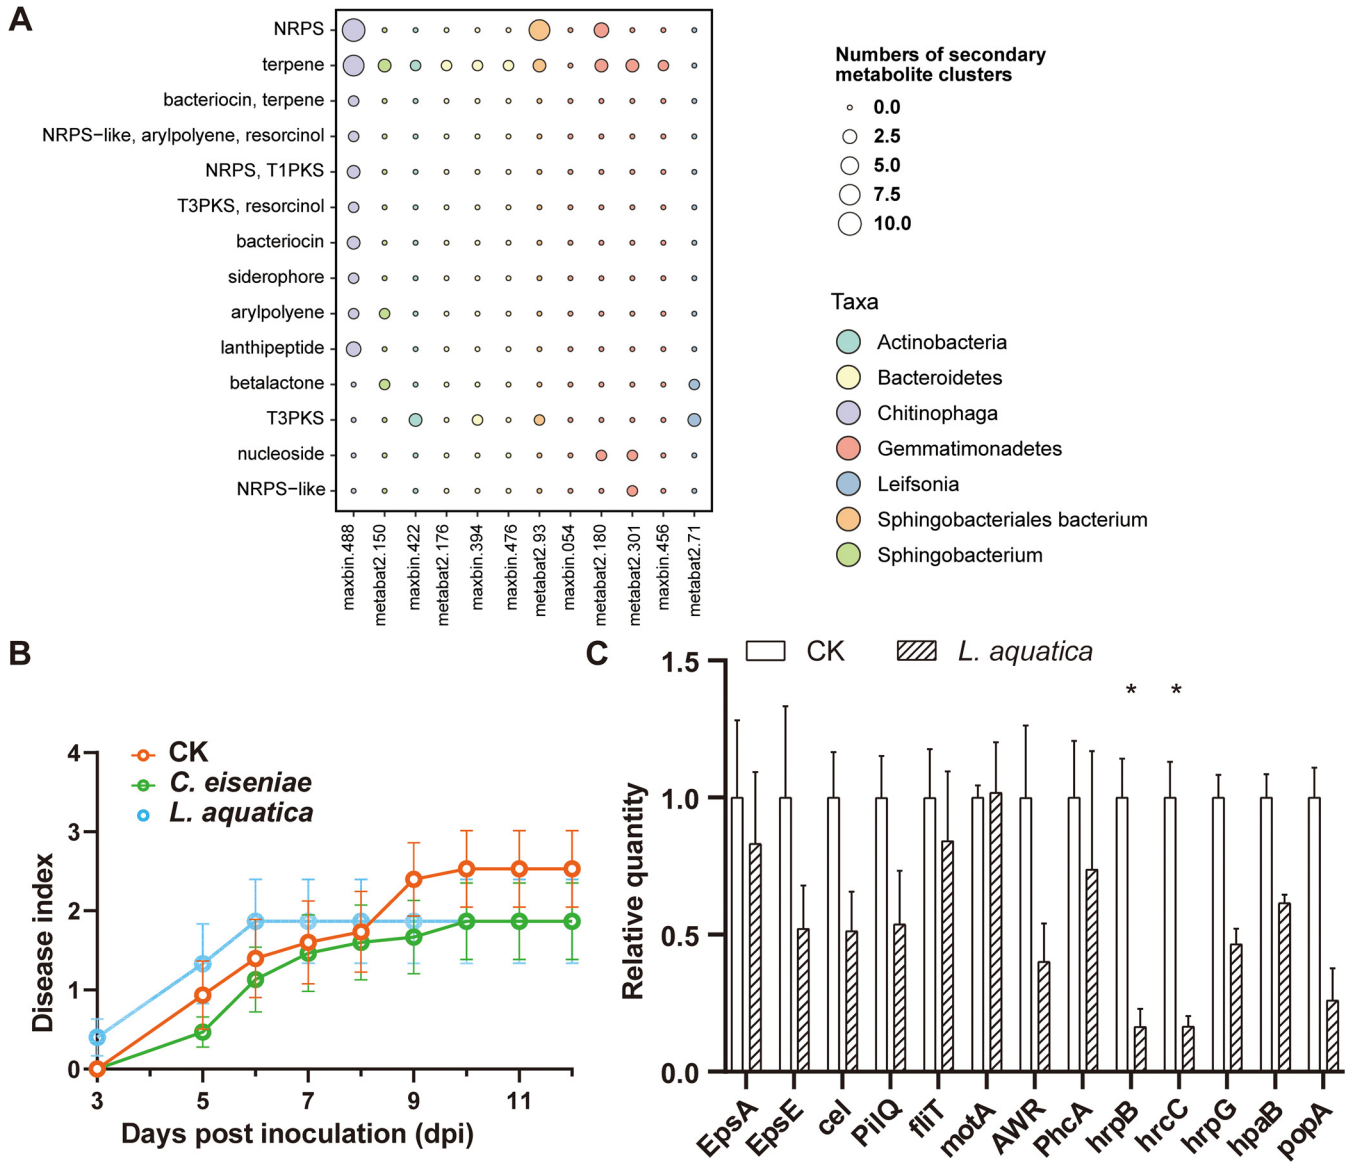 A
NRPS
terpene
bacteriocin, terpene
NRPS−like, arylpolyene, resorcinol
NRPS, T1PKS
T3PKS, resorcinol
bacteriocin
siderophore
arylpolyene
lanthipeptide
betalactone
T3PKS
nucleoside
NRPS−like
maxbin.488
metabat2.150
maxbin.422
metabat2.176
maxbin.394
maxbin.476
metabat2.93
maxbin.054
metabat2.180
metabat2.301
maxbin.456
metabat2.71
Numbers of secondary
metabolite clusters
0.0
2.5
5.0
7.5
10.0
Taxa
Actinobacteria
Bacteroidetes
Chitinophaga
Gemmatimonadetes
Leifsonia
Sphingobacteriales bacterium
Sphingobacterium
B
CK
C. eiseniae
L. aquatica
Disease index
4
3
2
1
0
3
5
7
9
11
Days post inoculation (dpi)
C
CK
L. aquatica
Relative quantity
1.5
1.0
0.5
0.0
*
*
EpsA
EpsE
cel
PilQ
fliT
motA
AWR
PhcA
hrpB
hrcC
hrpG
hpaB
popA